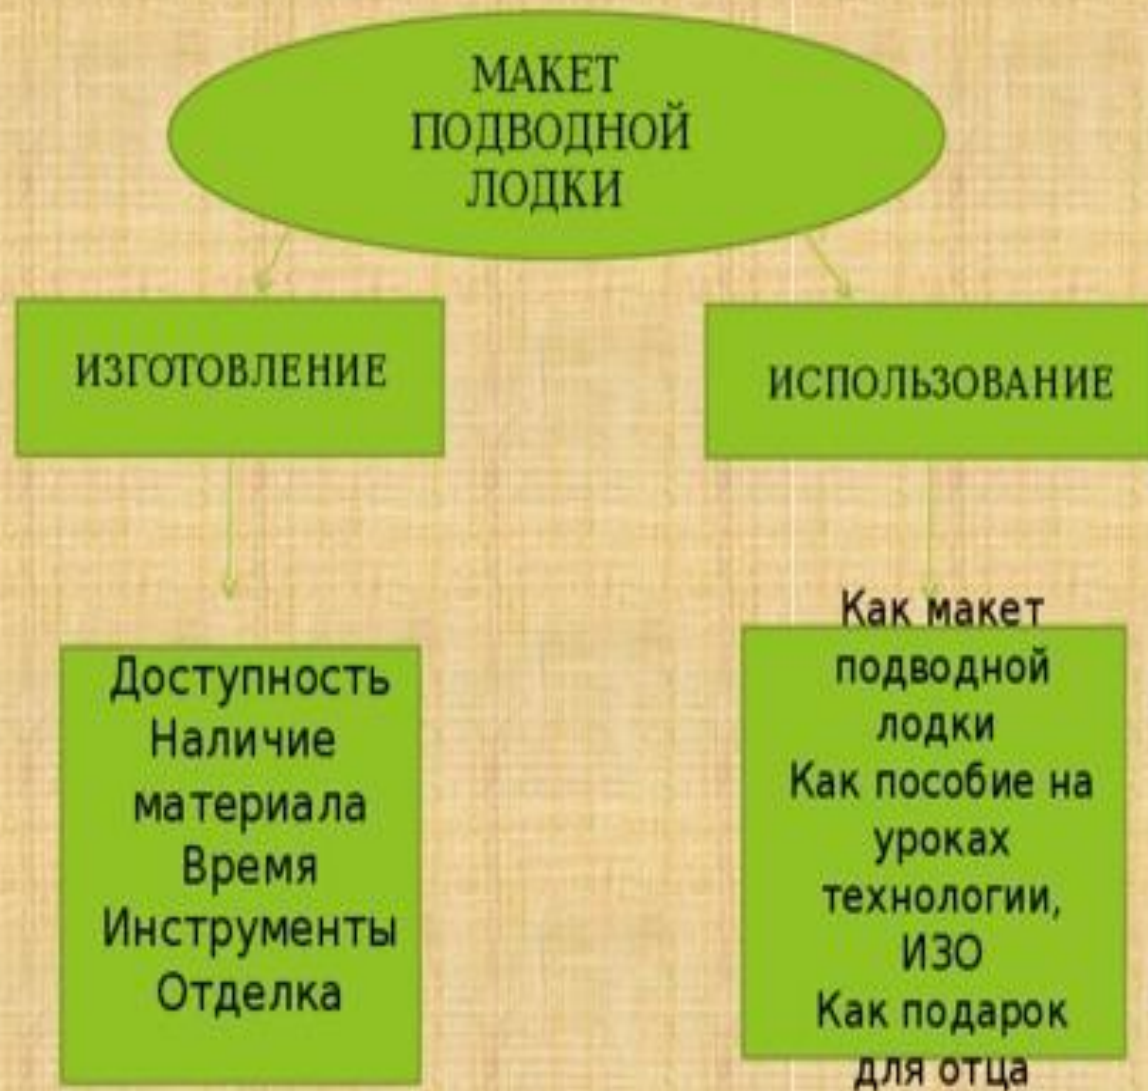 МАКЕТ
ПОДВОДНОЙ
ЛОДКИ
ИЗГОТОВЛЕНИЕ
ИСПОЛЬЗОВАНИЕ
Доступность
Наличие
материала
Время
Инструменты
Отделка
Как макет
подводной
лодки
Как пособие на
уроках
технологии,
ИЗО
Как подарок
для отца